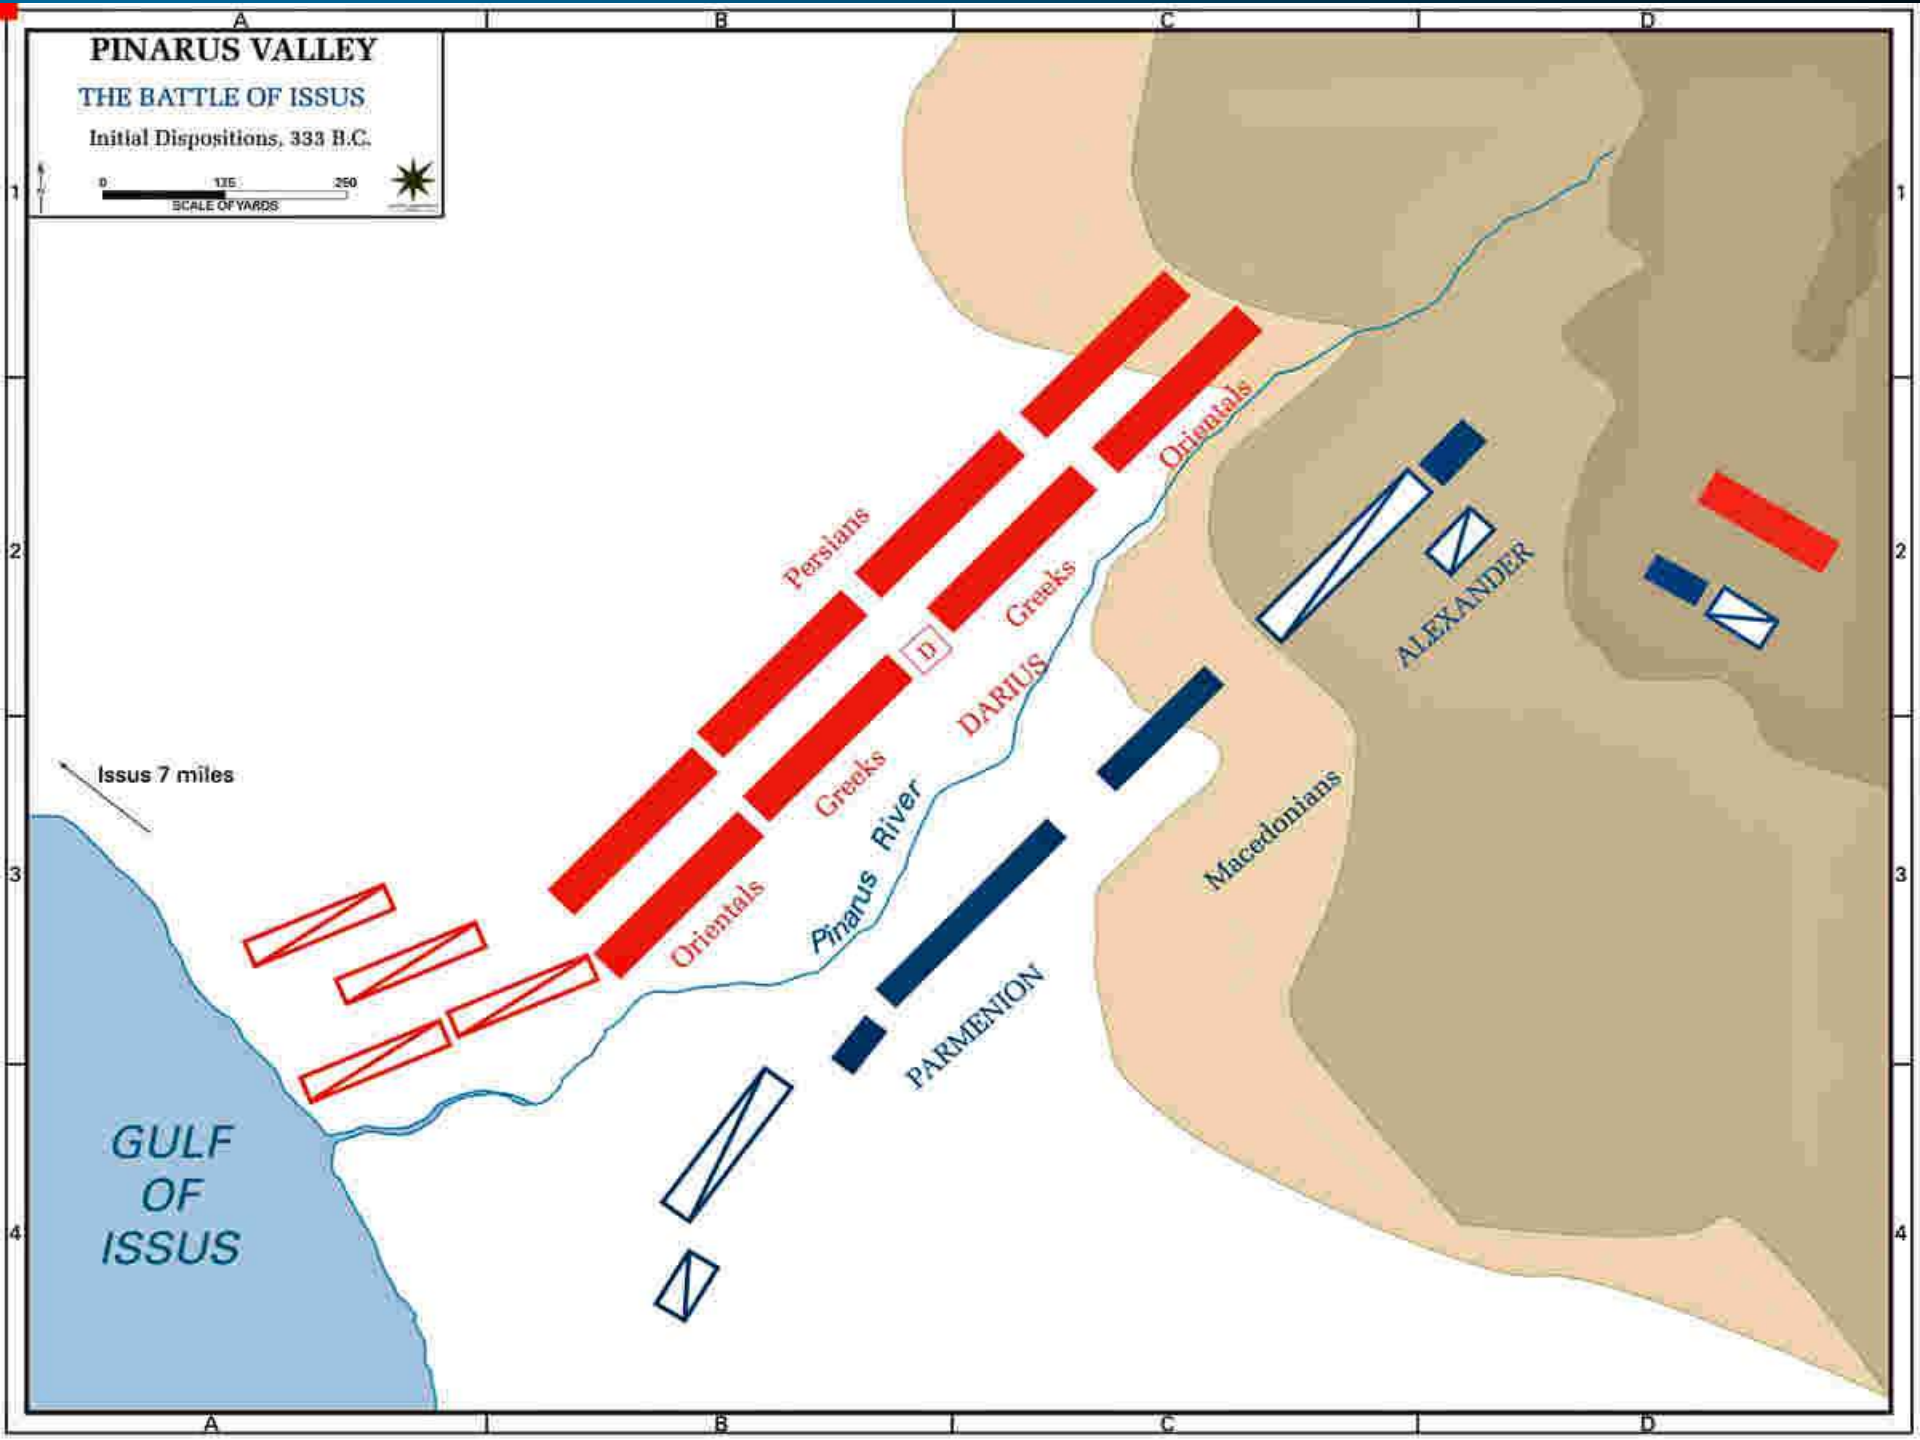 A B C D
PINARUS VALLEY
THE BATTLE OF ISSUS
Initial Dispositions, 333 B.C.
0 125 250
SCALE OF YARDS
1 1
Orientals
Persians
2 2
Greeks
ALEXANDER
D
DARIUS
Greeks
Issus 7 miles
Pinarus River
Macedonians
3 3
Orientals
PARMENION
GULF
OF
ISSUS
4 4
A B C D